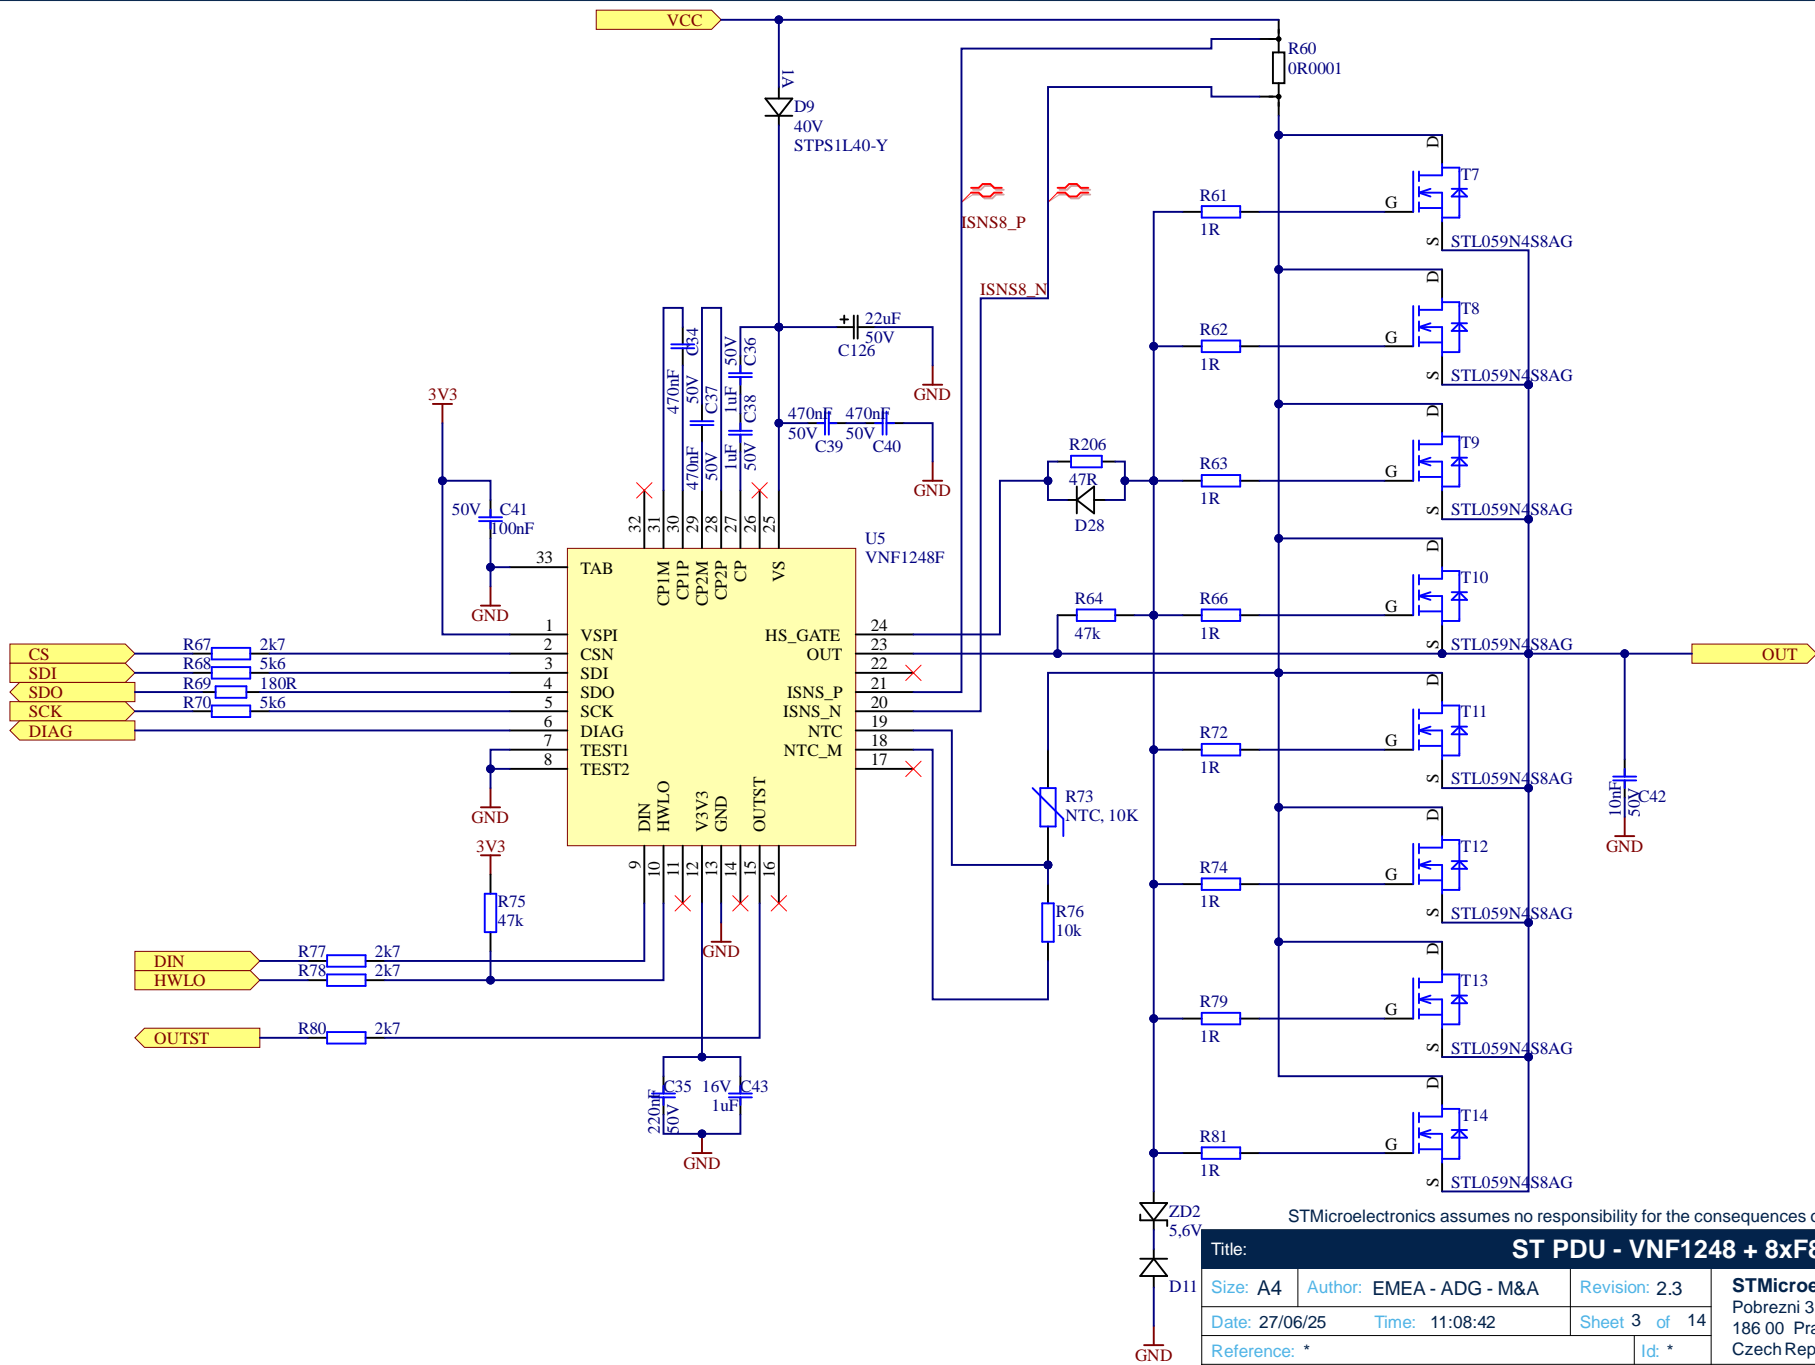 VCC
R60
0R0001
1A
D9
40V
STPS1L40-Y
D
T7
R61
G
1R
S
STL059N4S8AG
ISNS8_P
ISNS8_N
D
T8
R62
G
1R
S
STL059N4S8AG
22uF
50V
C126
GND
C34
470nF
50V
C37
470nF
50V
50V
C36
1uF
C38
1uF
50V
3V3
470nF
50V
C39
470nF
50V
C40
GND
D
T9
R206
47R
D28
R63
G
1R
S
STL059N4S8AG
50V
C41
100nF
GND
U5
VNF1248F
32
31
30
29
28
27
26
25
33
TAB
CP1M
CP1P
CP2M
CP2P
CP
VS
D
T10
R64
47k
R66
G
1R
S
STL059N4S8AG
1
VSPI
HS_GATE
24
CS
R67
2k7
2
CSN
OUT
23
OUT
SDI
R68
5k6
3
SDI
22
SDO
R69
180R
4
SDO
ISNS_P
21
SCK
R70
5k6
5
SCK
ISNS_N
20
DIAG
6
DIAG
NTC
19
7
TEST1
NTC_M
18
8
TEST2
17
GND
DIN
HWLO
V3V3
GND
OUTST
9
10
11
12
13
14
15
16
D
T11
R72
G
1R
S
STL059N4S8AG
R73
NTC, 10K
10nF
50V
C42
GND
3V3
R75
47k
R76
10k
D
T12
R74
G
1R
S
STL059N4S8AG
GND
DIN
R77
2k7
HWLO
R78
2k7
OUTST
R80
2k7
D
T13
R79
G
1R
S
STL059N4S8AG
C35
220nF
50V
16V
C43
1uF
GND
D
T14
R81
G
1R
S
STL059N4S8AG
ZD2
5,6V
D11
GND
STMicroelectronics assumes no responsibility for the consequences
Title:
ST PDU - VNF1248 + 8xF8
Size: A4
Author: EMEA - ADG - M&A
Revision: 2.3
Date: 27/06/25
Time: 11:08:42
Sheet 3 of 14
Reference: *
Id: *
Pobrezni 3
186 00